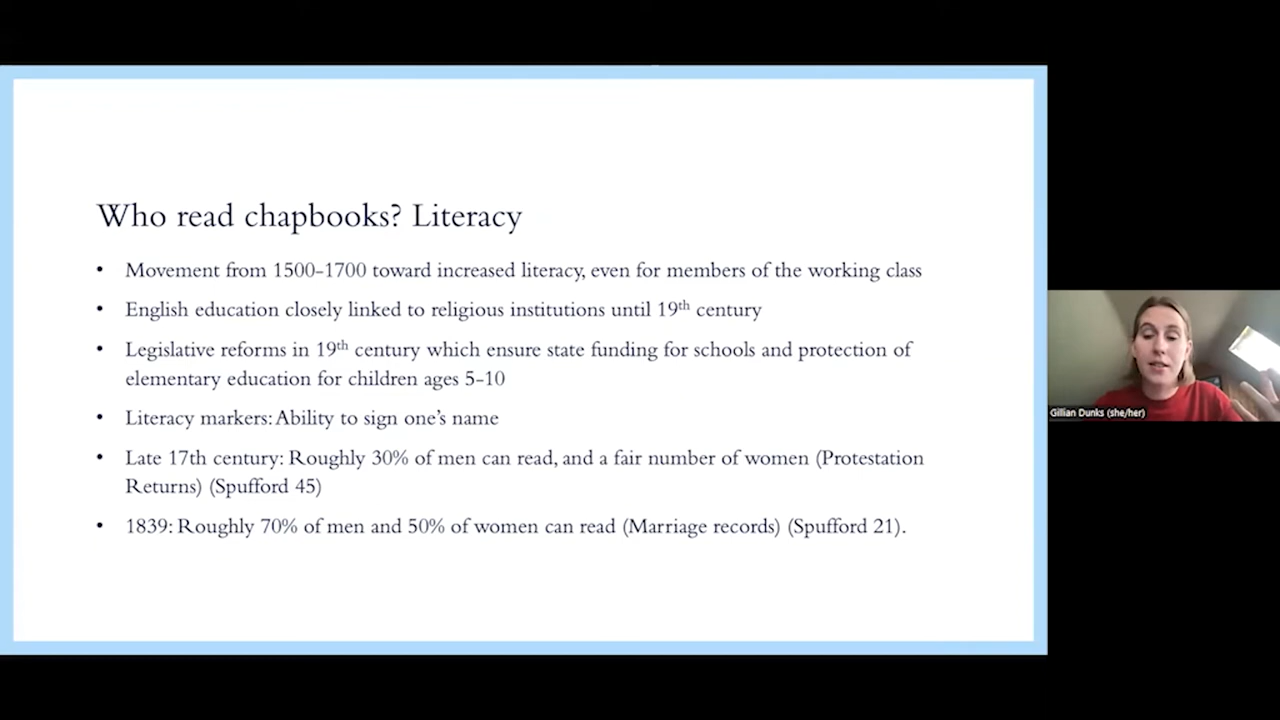 Who read chapbooks? Literacy
• Movement from 1500-1700 toward increased literacy, even for members of the working class
• English education closely linked to religious institutions until 19th century
• Legislative reforms in 19th century which ensure state funding for schools and protection of
elementary education for children ages 5-10
• Literacy markers: Ability to sign one's name
• Late 17th century: Roughly 30% of men can read, and a fair number of women (Protestation
Returns) (Spufford 45)
• 1839: Roughly 70% of men and 50% of women can read (Marriage records) (Spufford 21).
Gillian Dunks (she/her)